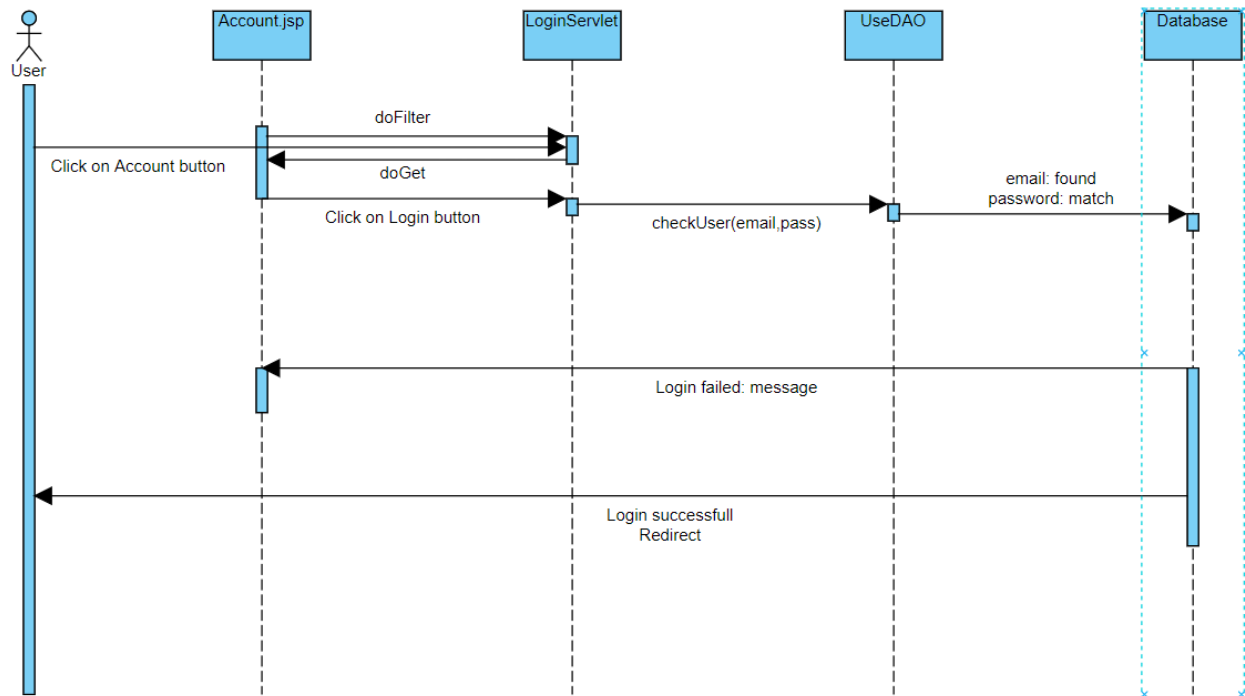 Account.jsp
LoginServlet
UseDAO
Database
User
doFilter
Click on Account button
doGet
email: found
password: match
Click on Login button
checkUser(email,pass)
Login failed: message
Login successfull
Redirect